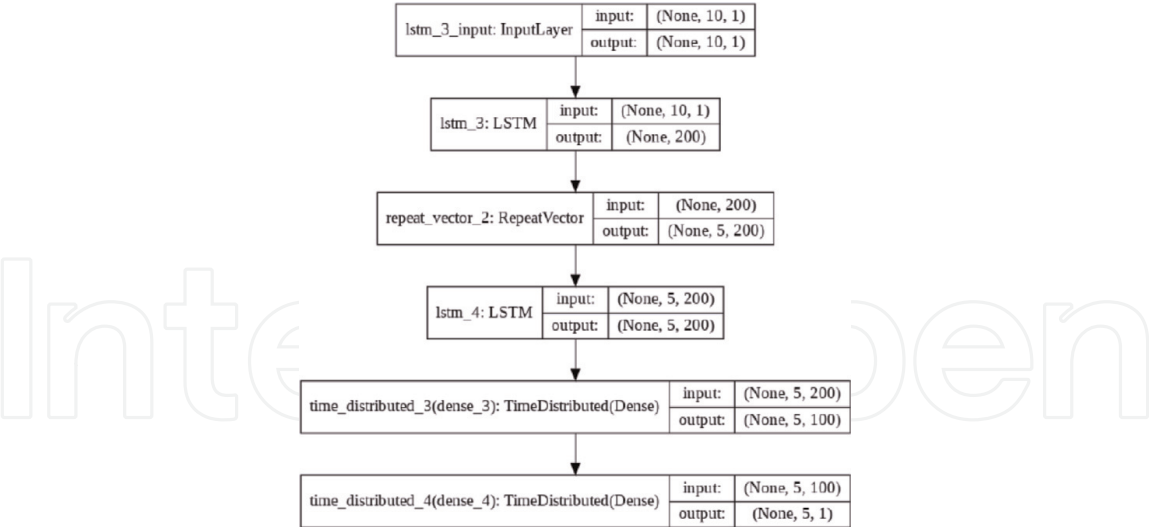 lstm_3_input: InputLayer input: (None, 10, 1)
output: (None, 10, 1)
lstm_3: LSTM input: (None, 10, 1)
output: (None, 200)
repeat_vector_2: RepeatVector input: (None, 200)
output: (None, 5, 200)
lstm_4: LSTM input: (None, 5, 200)
output: (None, 5, 200)
time_distributed_3(dense_3): TimeDistributed(Dense) input: (None, 5, 200)
output: (None, 5, 100)
time_distributed_4(dense_4): TimeDistributed(Dense) input: (None, 5, 100)
output: (None, 5, 1)